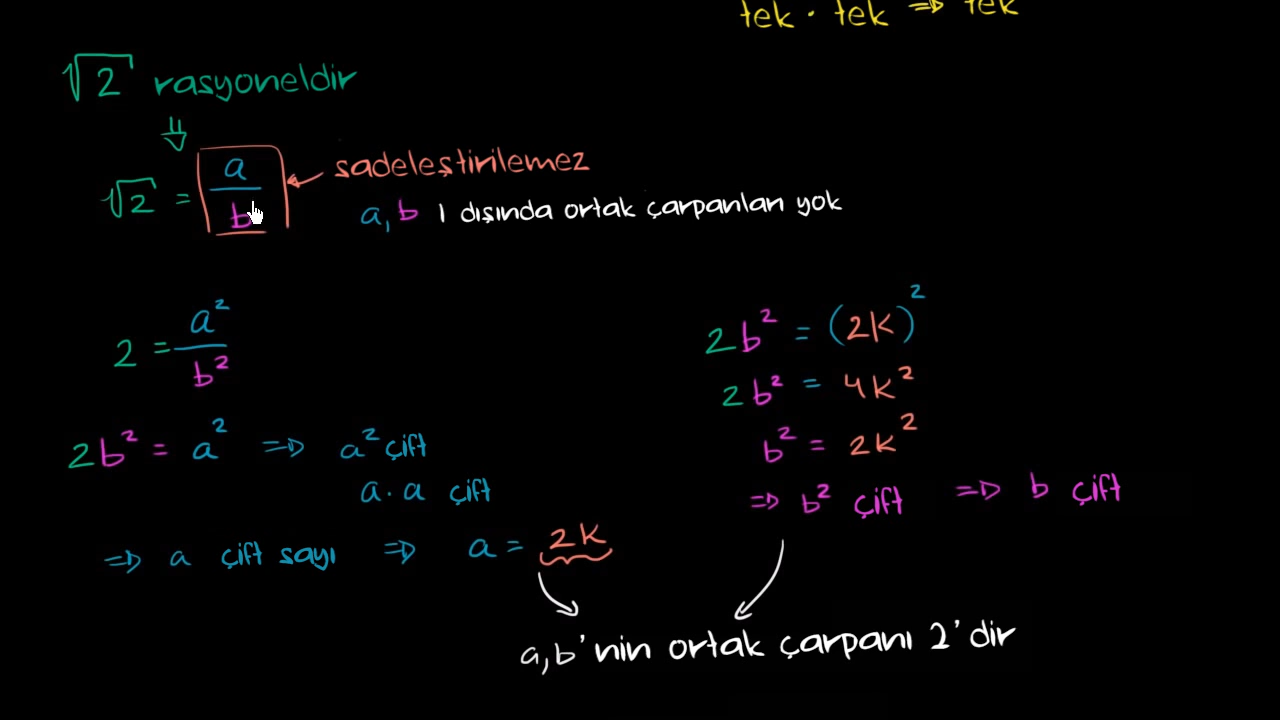 tek · tek ⇒ tek
√2 rasyoneldir
⇓
√2 = a/b ← sadeleştirilemez
a, b 1 dışında ortak çarpanları yok
2 = a²/b²
2b² = a² ⇒ a² çift
a · a çift
⇒ a çift sayı ⇒ a = 2k
2b² = (2k)²
2b² = 4k²
b² = 2k²
⇒ b² çift ⇒ b çift
a,b'nin ortak çarpanı 2'dir